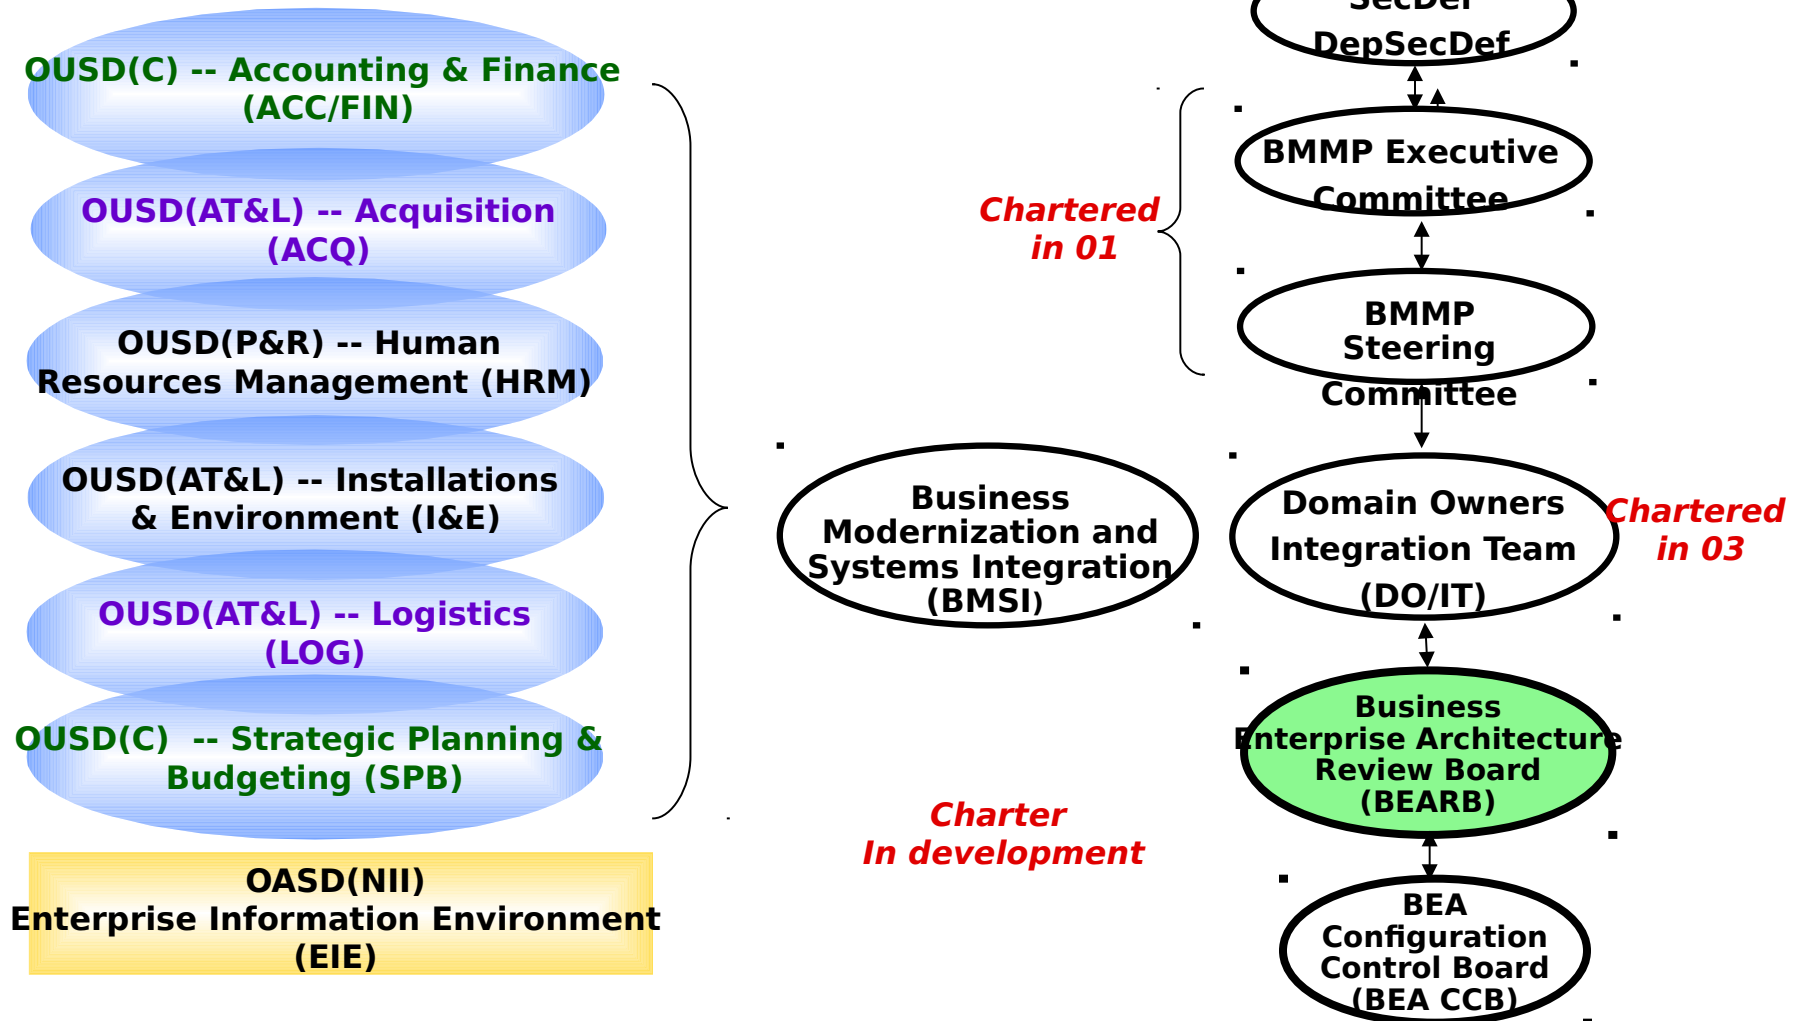 OUSD(C) -- Accounting & Finance
(ACC/FIN)
OUSD(AT&L) -- Acquisition
(ACQ)
OUSD(P&R) -- Human
Resources Management (HRM)
OUSD(AT&L) -- Installations
& Environment (I&E)
OUSD(AT&L) -- Logistics
(LOG)
OUSD(C)  -- Strategic Planning &
Budgeting (SPB)
OASD(NII)
Enterprise Information Environment
(EIE)
Business
Modernization and
Systems Integration
(BMSI)
Charter
In development
Chartered
in 01
SecDef
DepSecDef
BMMP Executive
Committee
BMMP
Steering
Committee
Domain Owners
Integration Team
(DO/IT)
Chartered
in 03
Business
Enterprise Architecture
Review Board
(BEARB)
BEA
Configuration
Control Board
(BEA CCB)